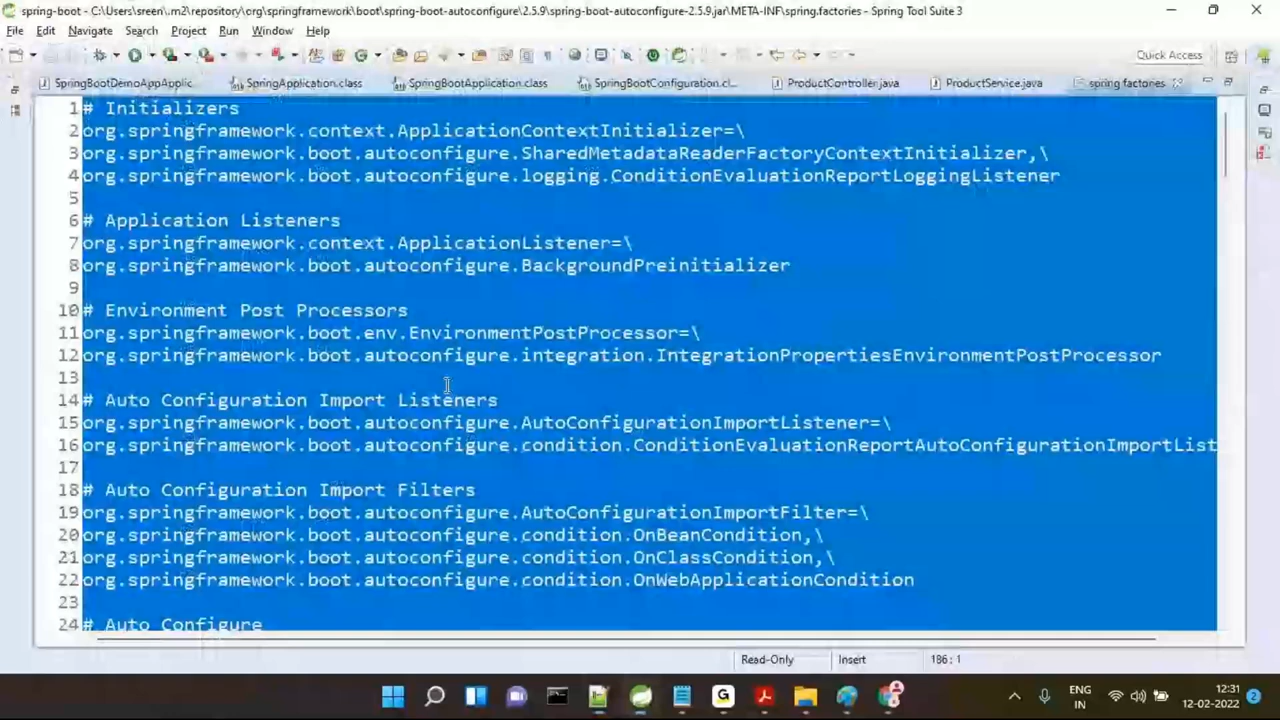 spring-boot - C:\Users\sreen\.m2\repository\org\springframework\boot\spring-boot-autoconfigure\2.5.9\spring-boot-autoconfigure-2.5.9.jar\META-INF\spring.factories - Spring Tool Suite 3
File Edit Navigate Search Project Run Window Help
Quick Access
SpringBootDemoAppApplic... SpringApplication.class SpringBootApplication.class SpringBootConfiguration.cl... ProductController.java ProductService.java spring.factories
1 # Initializers
2 org.springframework.context.ApplicationContextInitializer=\
3 org.springframework.boot.autoconfigure.SharedMetadataReaderFactoryContextInitializer,\
4 org.springframework.boot.autoconfigure.logging.ConditionEvaluationReportLoggingListener
5
6 # Application Listeners
7 org.springframework.context.ApplicationListener=\
8 org.springframework.boot.autoconfigure.BackgroundPreinitializer
9
10 # Environment Post Processors
11 org.springframework.boot.env.EnvironmentPostProcessor=\
12 org.springframework.boot.autoconfigure.integration.IntegrationPropertiesEnvironmentPostProcessor
13
14 # Auto Configuration Import Listeners
15 org.springframework.boot.autoconfigure.AutoConfigurationImportListener=\
16 org.springframework.boot.autoconfigure.condition.ConditionEvaluationReportAutoConfigurationImportList
17
18 # Auto Configuration Import Filters
19 org.springframework.boot.autoconfigure.AutoConfigurationImportFilter=\
20 org.springframework.boot.autoconfigure.condition.OnBeanCondition,\
21 org.springframework.boot.autoconfigure.condition.OnClassCondition,\
22 org.springframework.boot.autoconfigure.condition.OnWebApplicationCondition
23
24 # Auto Configure
Read-Only Insert 186 : 1
ENG
IN
12:31
12-02-2022
2